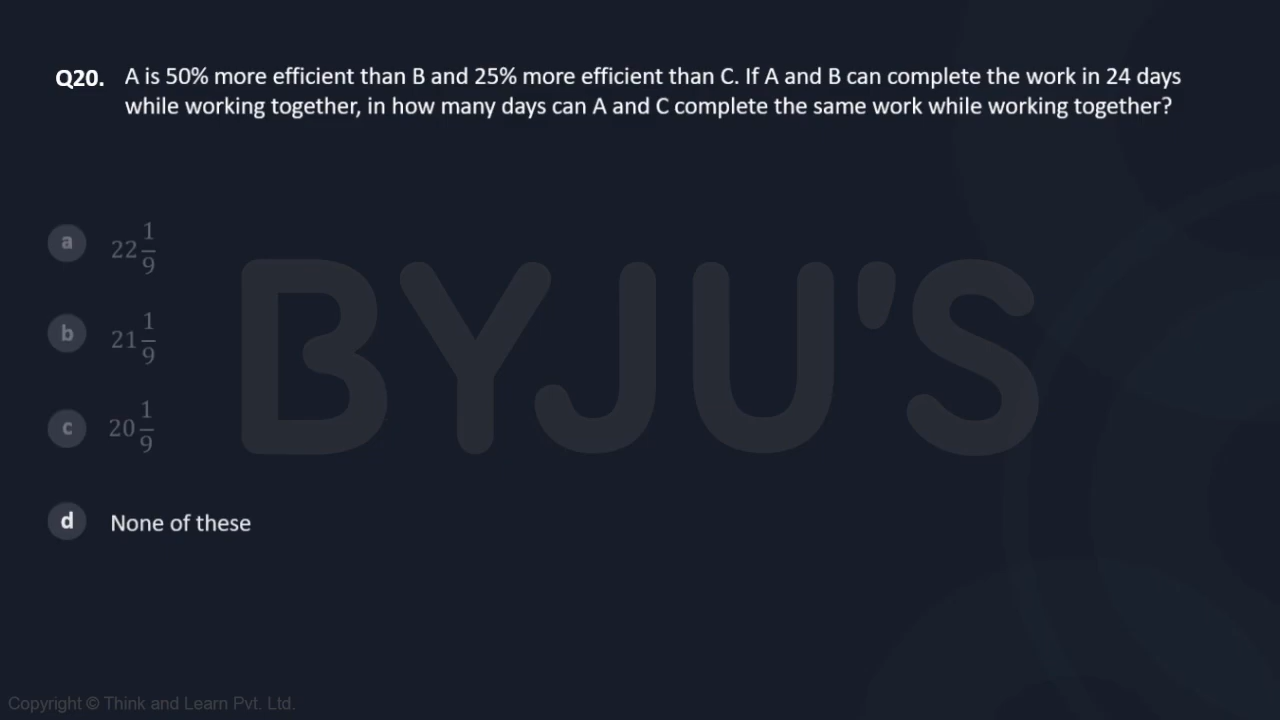 Q20. A is 50% more efficient than B and 25% more efficient than C. If A and B can complete the work in 24 days
while working together, in how many days can A and C complete the same work while working together?
a 22 1/9
b 21 1/9
BYJU'S
c 20 1/9
d None of these
Copyright © Think and Learn Pvt. Ltd.